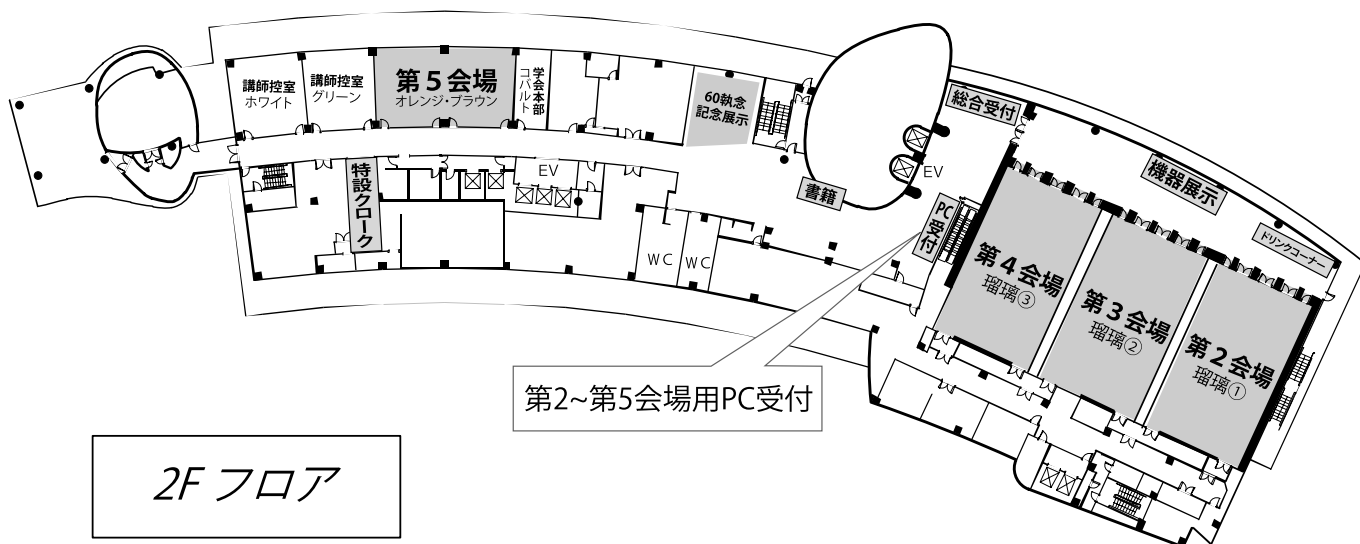 講師控室
ホワイト
講師控室
グリーン
第5会場
オレンジ・ブラウン
学会本部
コバルト
60執念
記念展示
総合受付
機器展示
ドリンクコーナー
特設クローク
EV
書籍
EV
PC受付
WC
WC
第4会場
瑠璃③
第3会場
瑠璃②
第2会場
瑠璃①
第2~第5会場用PC受付
2Fフロア